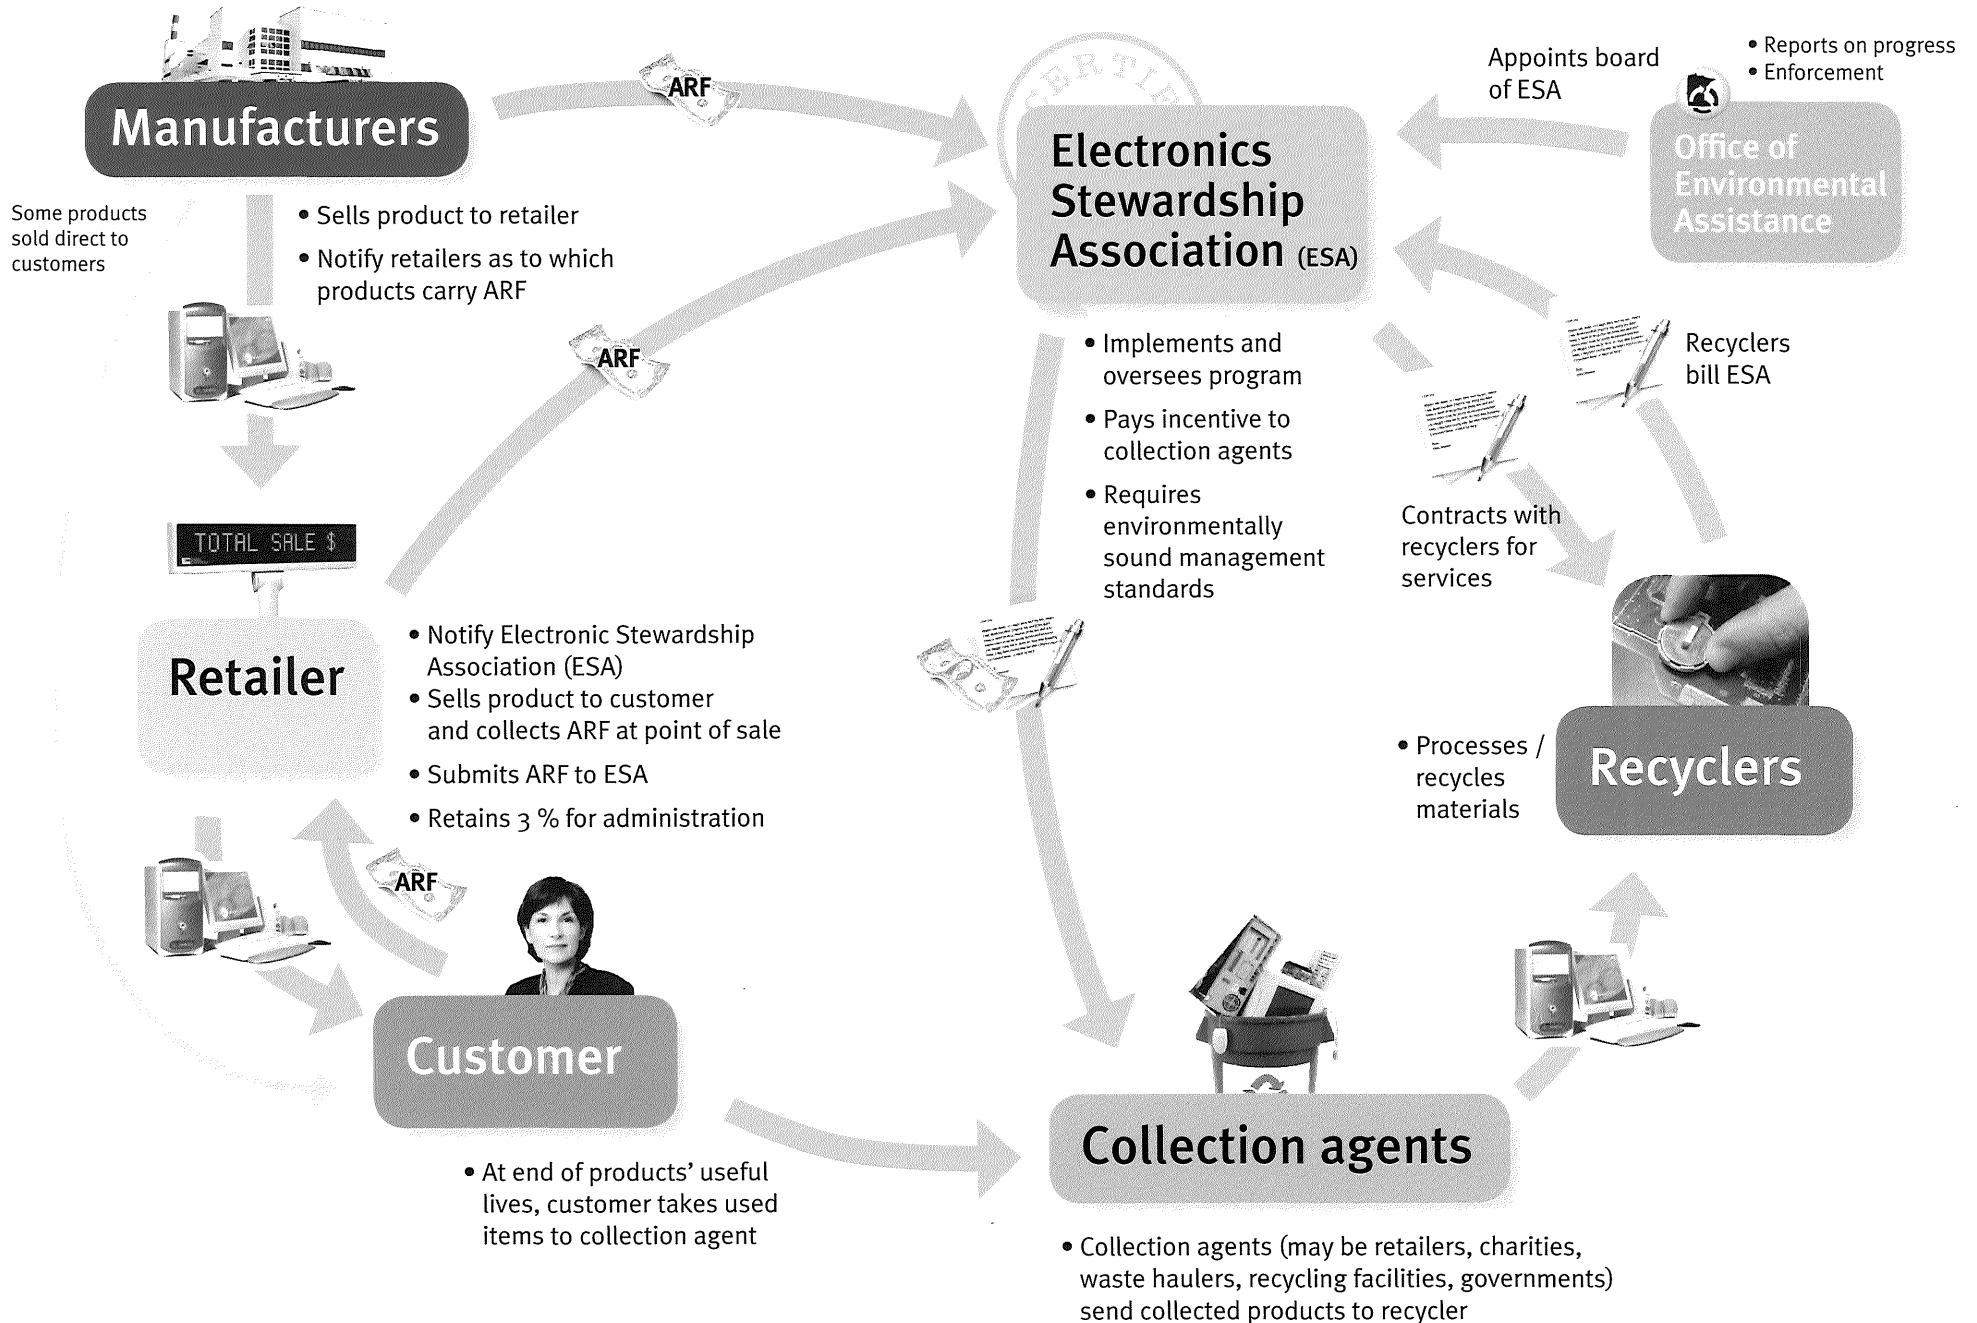 Manufacturers
Some products
sold direct to
customers
• Sells product to retailer
• Notify retailers as to which
products carry ARF
ARF
ARF
CERTIFI
Electronics
Stewardship
Association (ESA)
Appoints board
of ESA
• Reports on progress
• Enforcement
Office of
Environmental
Assistance
• Implements and
oversees program
• Pays incentive to
collection agents
• Requires
environmentally
sound management
standards
Recyclers
bill ESA
Contracts with
recyclers for
services
TOTAL SALE $
Retailer
• Notify Electronic Stewardship
Association (ESA)
• Sells product to customer
and collects ARF at point of sale
• Submits ARF to ESA
• Retains 3 % for administration
ARF
• Processes /
recycles
materials
Recyclers
Customer
• At end of products’ useful
lives, customer takes used
items to collection agent
Collection agents
• Collection agents (may be retailers, charities,
waste haulers, recycling facilities, governments)
send collected products to recycler